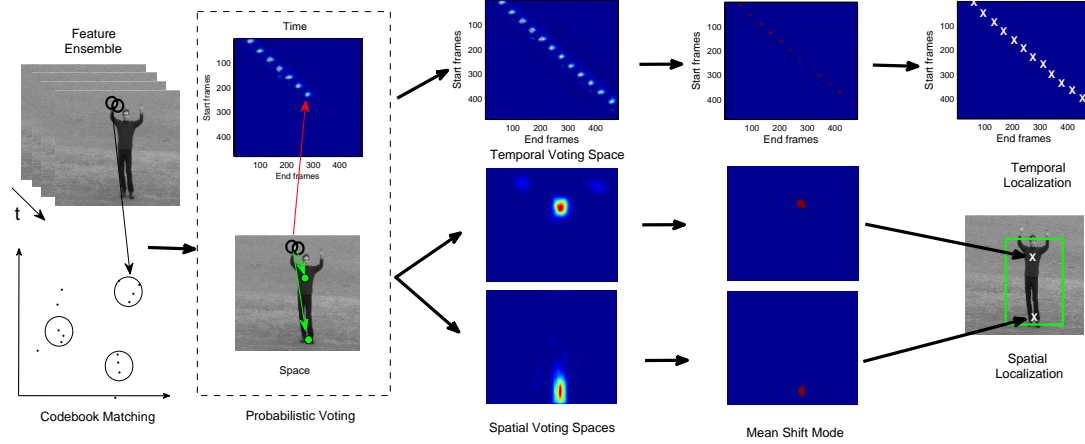 Feature
Ensemble
t
Codebook Matching
Time
Start frames
100
200
300
400
100 200 300 400
End frames
Space
Probabilistic Voting
Start frames
100
200
300
400
100 200 300 400
End frames
Temporal Voting Space
Spatial Voting Spaces
Start frames
100
200
300
400
100 200 300 400
End frames
Mean Shift Mode
Start frames
100
200
300
400
X X X X X X X X X X X X
100 200 300 400
End frames
Temporal
Localization
X
X
Spatial
Localization